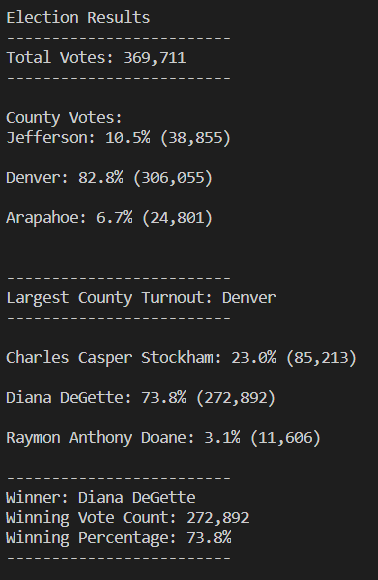 Election Results
-------------------------
Total Votes: 369,711
-------------------------
County Votes:
Jefferson: 10.5% (38,855)
Denver: 82.8% (306,055)
Arapahoe: 6.7% (24,801)
-------------------------
Largest County Turnout: Denver
-------------------------
Charles Casper Stockham: 23.0% (85,213)
Diana DeGette: 73.8% (272,892)
Raymon Anthony Doane: 3.1% (11,606)
-------------------------
Winner: Diana DeGette
Winning Vote Count: 272,892
Winning Percentage: 73.8%
-------------------------